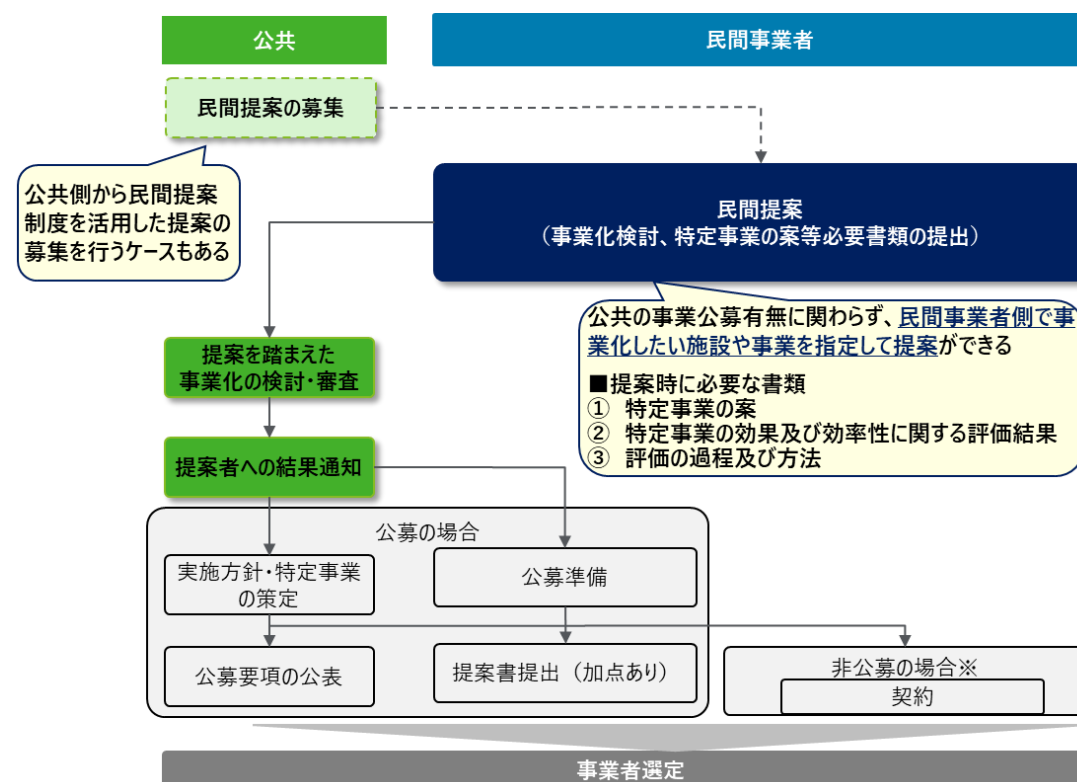 公共
民間事業者
民間提案の募集
公共側から民間提案
制度を活用した提案の
募集を行うケースもある
民間提案
（事業化検討、特定事業の案等必要書類の提出）
公共の事業公募有無に関わらず、民間事業者側で事
業化したい施設や事業を指定して提案ができる
■提案時に必要な書類
① 特定事業の案
② 特定事業の効果及び効率性に関する評価結果
③ 評価の過程及び方法
提案を踏まえた
事業化の検討・審査
提案者への結果通知
公募の場合
実施方針・特定事業
の策定
公募準備
公募要項の公表
提案書提出（加点あり）
非公募の場合※
契約
事業者選定